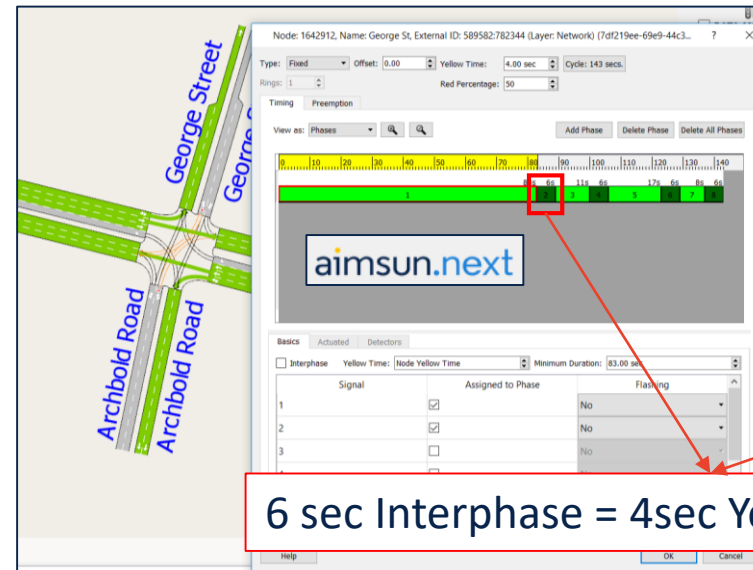 Node: 1642912, Name: George St, External ID: 589582:782344 (Layer: Network) {7df219ee-69e9-44c3... ? X
Type: Fixed Offset: 0.00 Yellow Time: 4.00 sec Cycle: 143 secs.
Rings: 1 Red Percentage: 50
Timing Preemption
View as: Phases Add Phase Delete Phase Delete All Phases
0 10 20 30 40 50 60 70 80 90 100 110 120 130 140
6s 11s 6s 17s 6s 8s 6s
1 2 3 4 5 6 7 8
aimsun.next
Basics Actuated Detectors
Interphase Yellow Time: Node Yellow Time Minimum Duration: 83.00 sec
Signal Assigned to Phase Flashing
1 No
2 No
3 No
6 sec Interphase = 4sec
Help OK Cancel
George Street
Archbold Road
Archbold Road